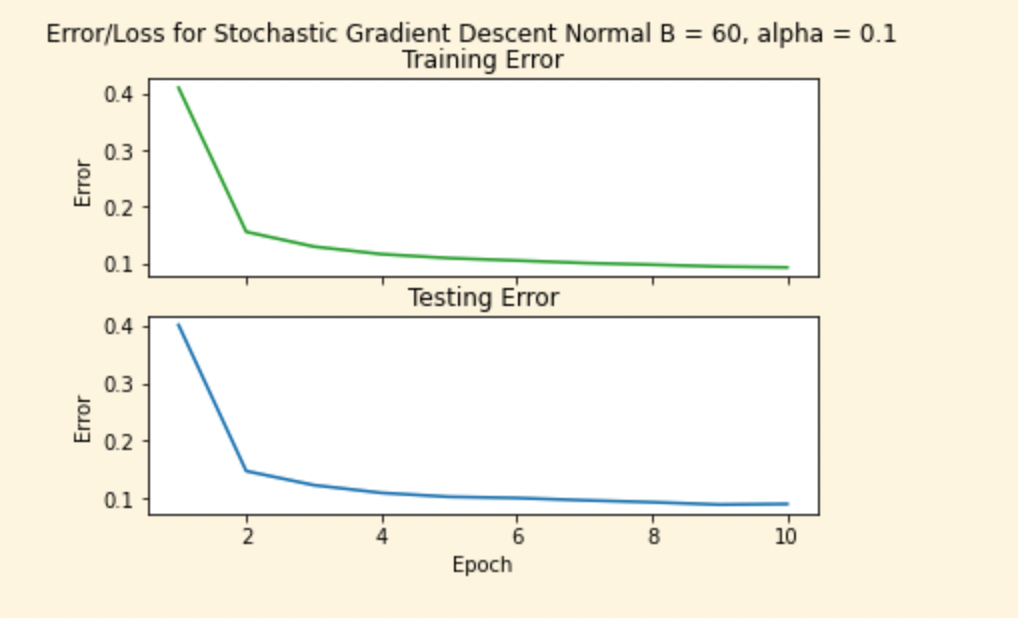 Error/Loss for Stochastic Gradient Descent Normal B = 60, alpha = 0.1
Training Error
0.4
0.3
0.2
0.1
Error
Testing Error
0.4
0.3
0.2
0.1
Error
2 4 6 8 10
Epoch